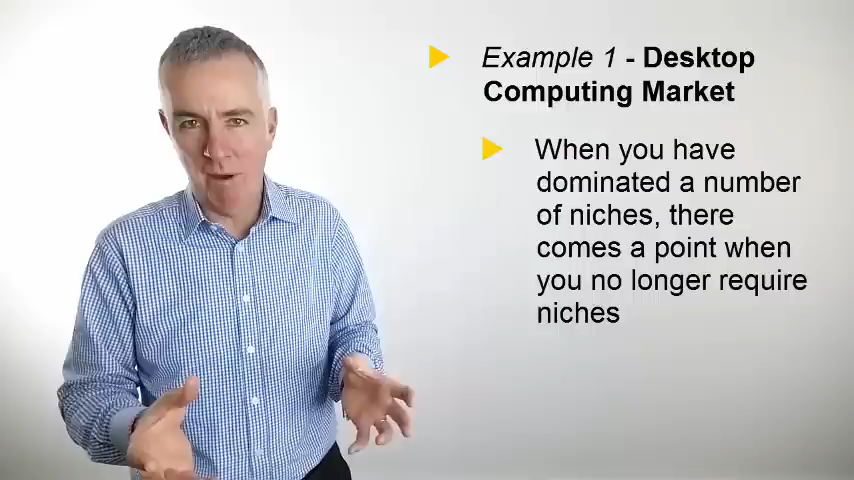 Example 1 - Desktop
Computing Market
When you have
dominated a number
of niches, there
comes a point when
you no longer require
niches